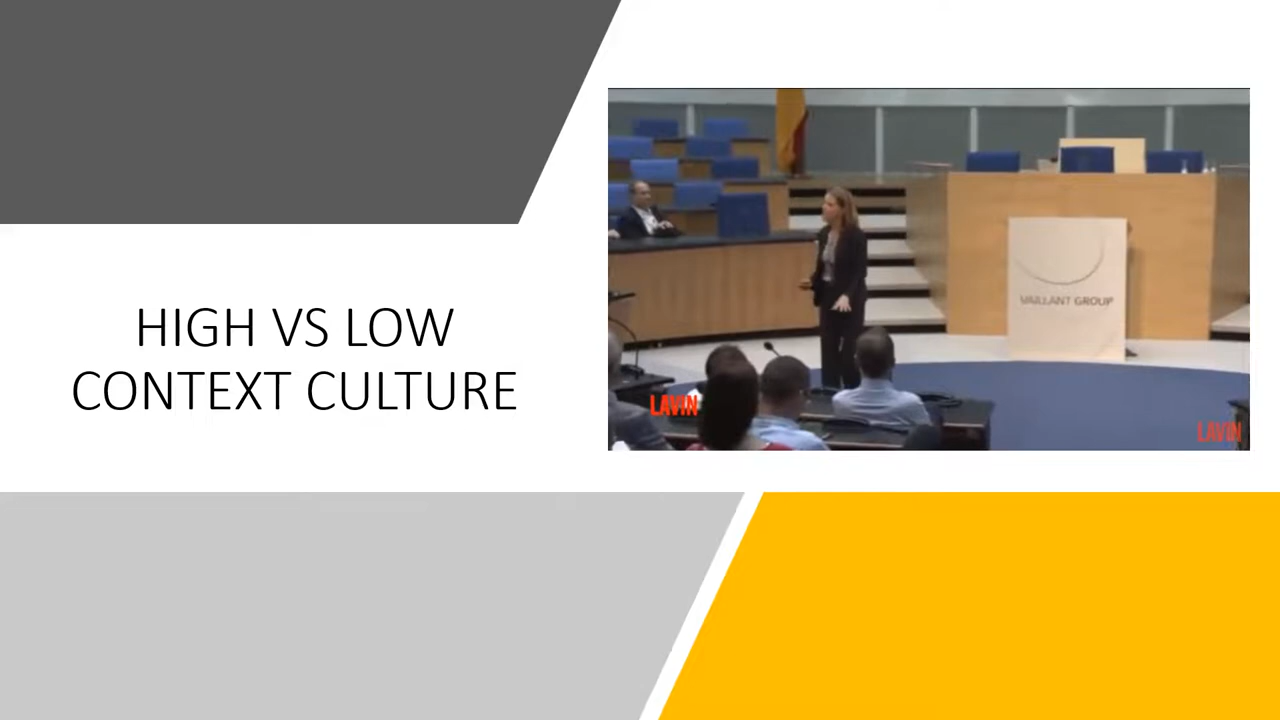 HIGH VS LOW
CONTEXT CULTURE
VAILLANT GROUP
LAVIN
LAVIN